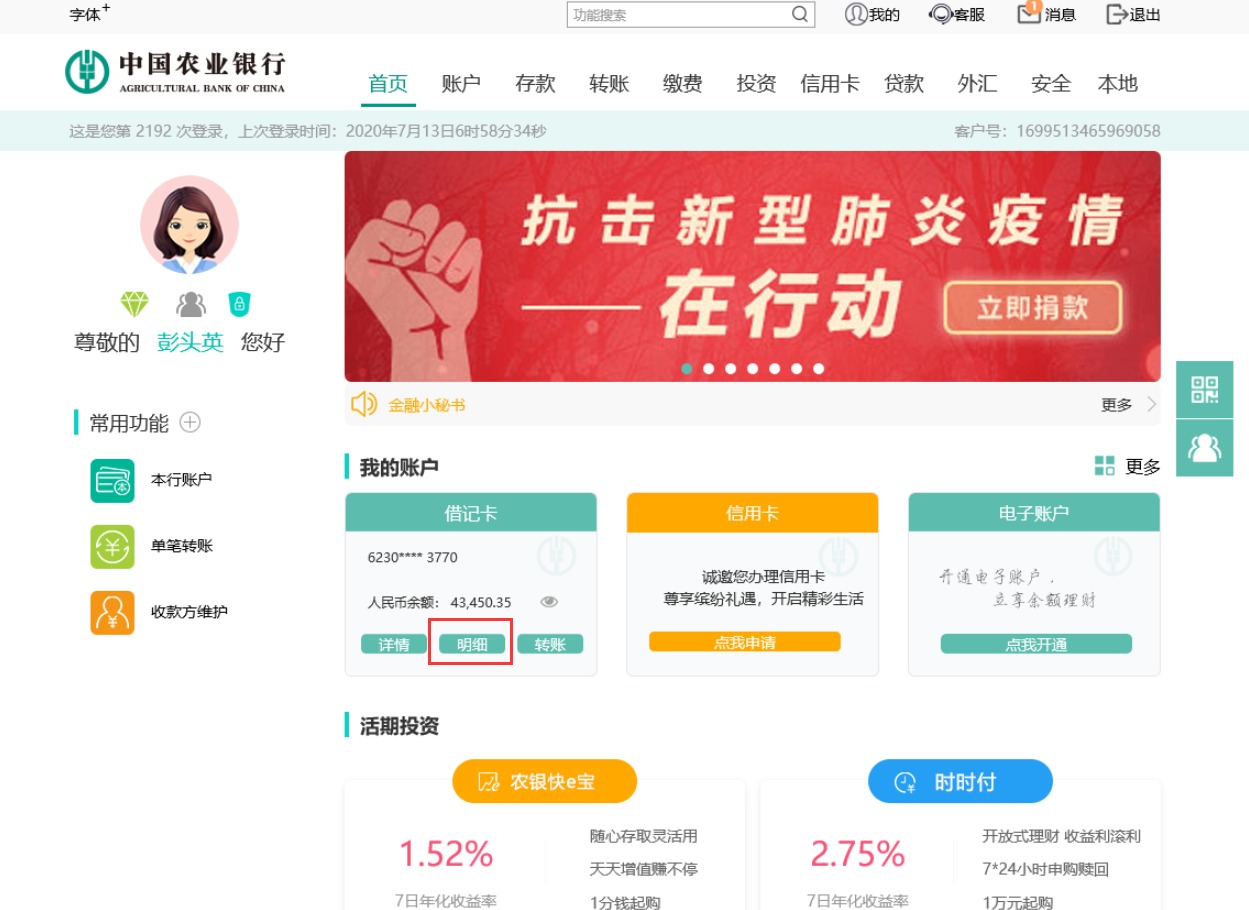 字体+
功能搜索
我的
客服
1
消息
退出
中国农业银行
AGRICULTURAL BANK OF CHINA
首页 账户 存款 转账 缴费 投资 信用卡 贷款 外汇 安全 本地
这是您第 2192 次登录，上次登录时间：2020年7月13日6时58分34秒
客户号：1699513465969058
抗击新型肺炎疫情
在行动
立即捐款
尊敬的 彭头英 您好
金融小秘书
更多
常用功能
本行账户
单笔转账
收款方维护
我的账户
更多
借记卡
6230**** 3770
人民币余额： 43,450.35
详情 明细 转账
信用卡
诚邀您办理信用卡
尊享缤纷礼遇，开启精彩生活
点我申请
电子账户
开通电子账户，
立享余额理财
点我开通
活期投资
农银快e宝
1.52%
7日年化收益率
随心存取灵活用
天天增值赚不停
1分钱起购
时时付
2.75%
7日年化收益率
开放式理财 收益利滚利
7*24小时申购赎回
1万元起购